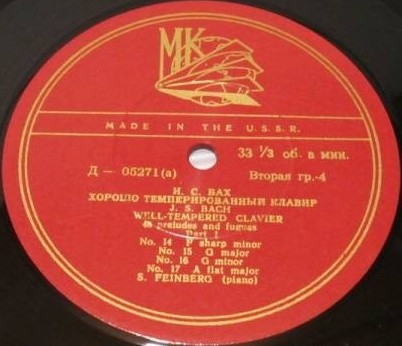 МК
MADE IN THE U.S.S.R.
33 ⅓ об. в мин.
Д — 05271(а) Вторая гр.-4
И. С. БАХ
ХОРОШО ТЕМПЕРИРОВАННЫЙ КЛАВИР
J. S. BACH
WELL-TEMPERED CLAVIER
48 preludes and fugues
Part I
No. 14 F sharp minor
No. 15 G major
No. 16 G minor
No. 17 A flat major
S. FEINBERG (piano)